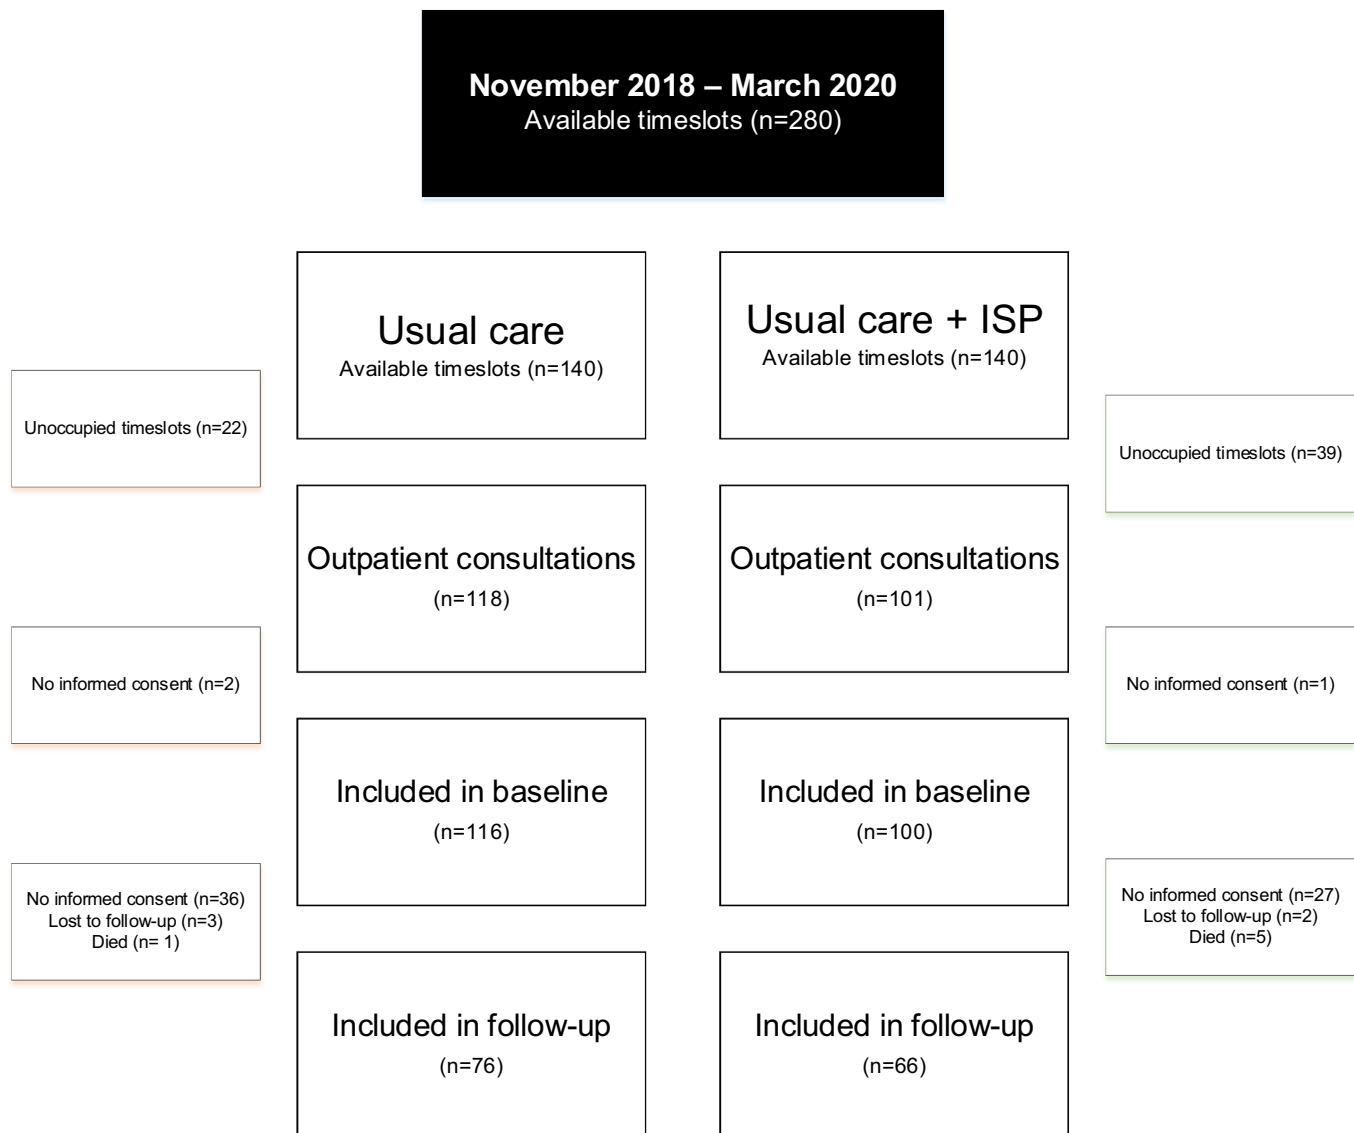 November 2018 – March 2020
Available timeslots (n=280)
Usual care
Available timeslots (n=140)
Usual care + ISP
Available timeslots (n=140)
Unoccupied timeslots (n=22)
Unoccupied timeslots (n=39)
Outpatient consultations
(n=118)
Outpatient consultations
(n=101)
No informed consent (n=2)
No informed consent (n=1)
Included in baseline
(n=116)
Included in baseline
(n=100)
No informed consent (n=36)
Lost to follow-up (n=3)
Died (n= 1)
No informed consent (n=27)
Lost to follow-up (n=2)
Died (n=5)
Included in follow-up
(n=76)
Included in follow-up
(n=66)